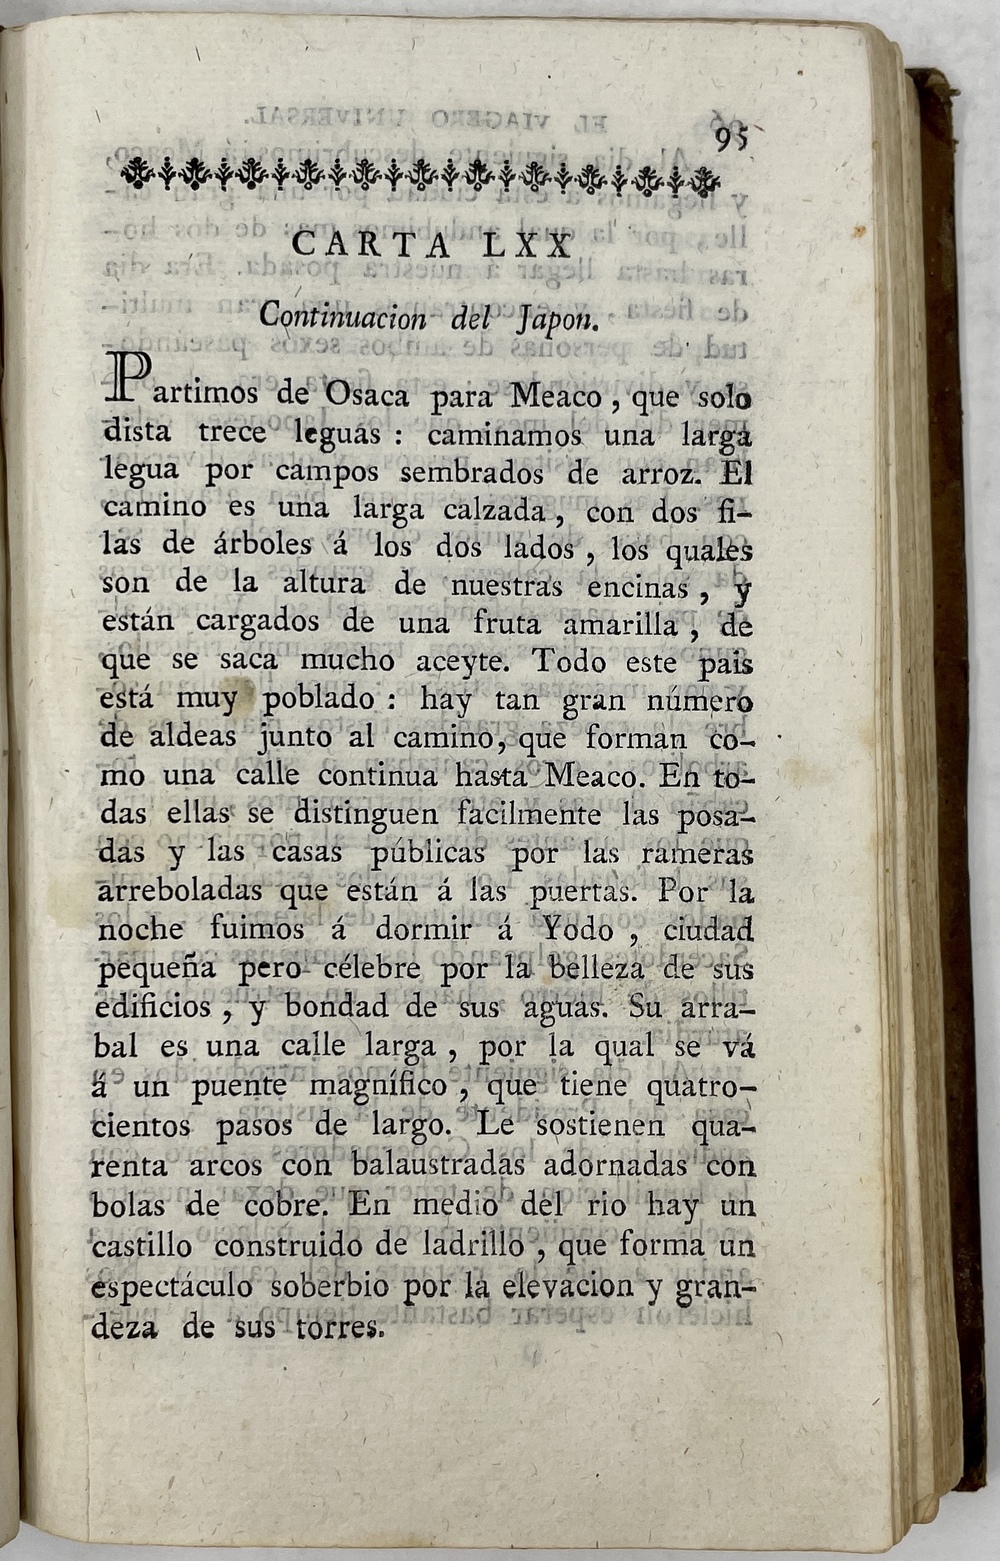 95
CARTA LXX
Continuacion del Japon.
Partimos de Osaca para Meaco , que solo
dista trece leguas : caminamos una larga
legua por campos sembrados de arroz. El
camino es una larga calzada , con dos fi-
las de árboles á los dos lados , los quales
son de la altura de nuestras encinas , y
están cargados de una fruta amarilla , de
que se saca mucho aceyte. Todo este pais
está muy poblado : hay tan gran número
de aldeas junto al camino, que forman co-
mo una calle continua hasta Meaco. En to-
das ellas se distinguen facilmente las posa-
das y las casas públicas por las rameras
arreboladas que están á las puertas. Por la
noche fuimos á dormir á Yodo , ciudad
pequeña pero célebre por la belleza de sus
edificios , y bondad de sus aguas. Su arra-
bal es una calle larga , por la qual se vá
á un puente magnífico , que tiene quatro-
cientos pasos de largo. Le sostienen qua-
renta arcos con balaustradas adornadas con
bolas de cobre. En medio del rio hay un
castillo construido de ladrillo , que forma un
espectáculo soberbio por la elevacion y gran-
deza de sus torres.